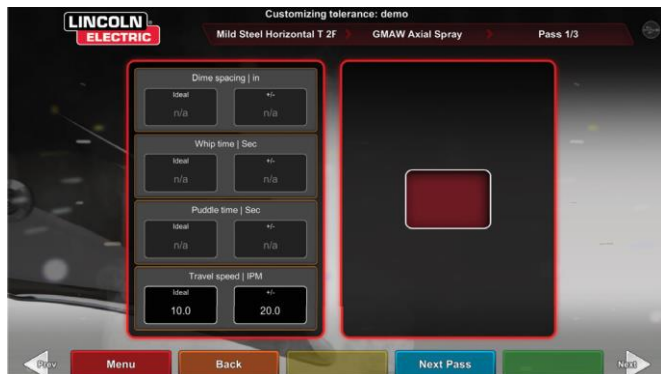 LINCOLN
ELECTRIC
Customizing tolerance: demo
Mild Steel Horizontal T 2F
GMAW Axial Spray
Pass 1/3
Dime spacing | in
Ideal +/-
n/a n/a
Whip time | Sec
Ideal +/-
n/a n/a
Puddle time | Sec
Ideal +/-
n/a n/a
Travel speed | IPM
Ideal +/-
10.0 20.0
Prev Menu Back Next Pass Next